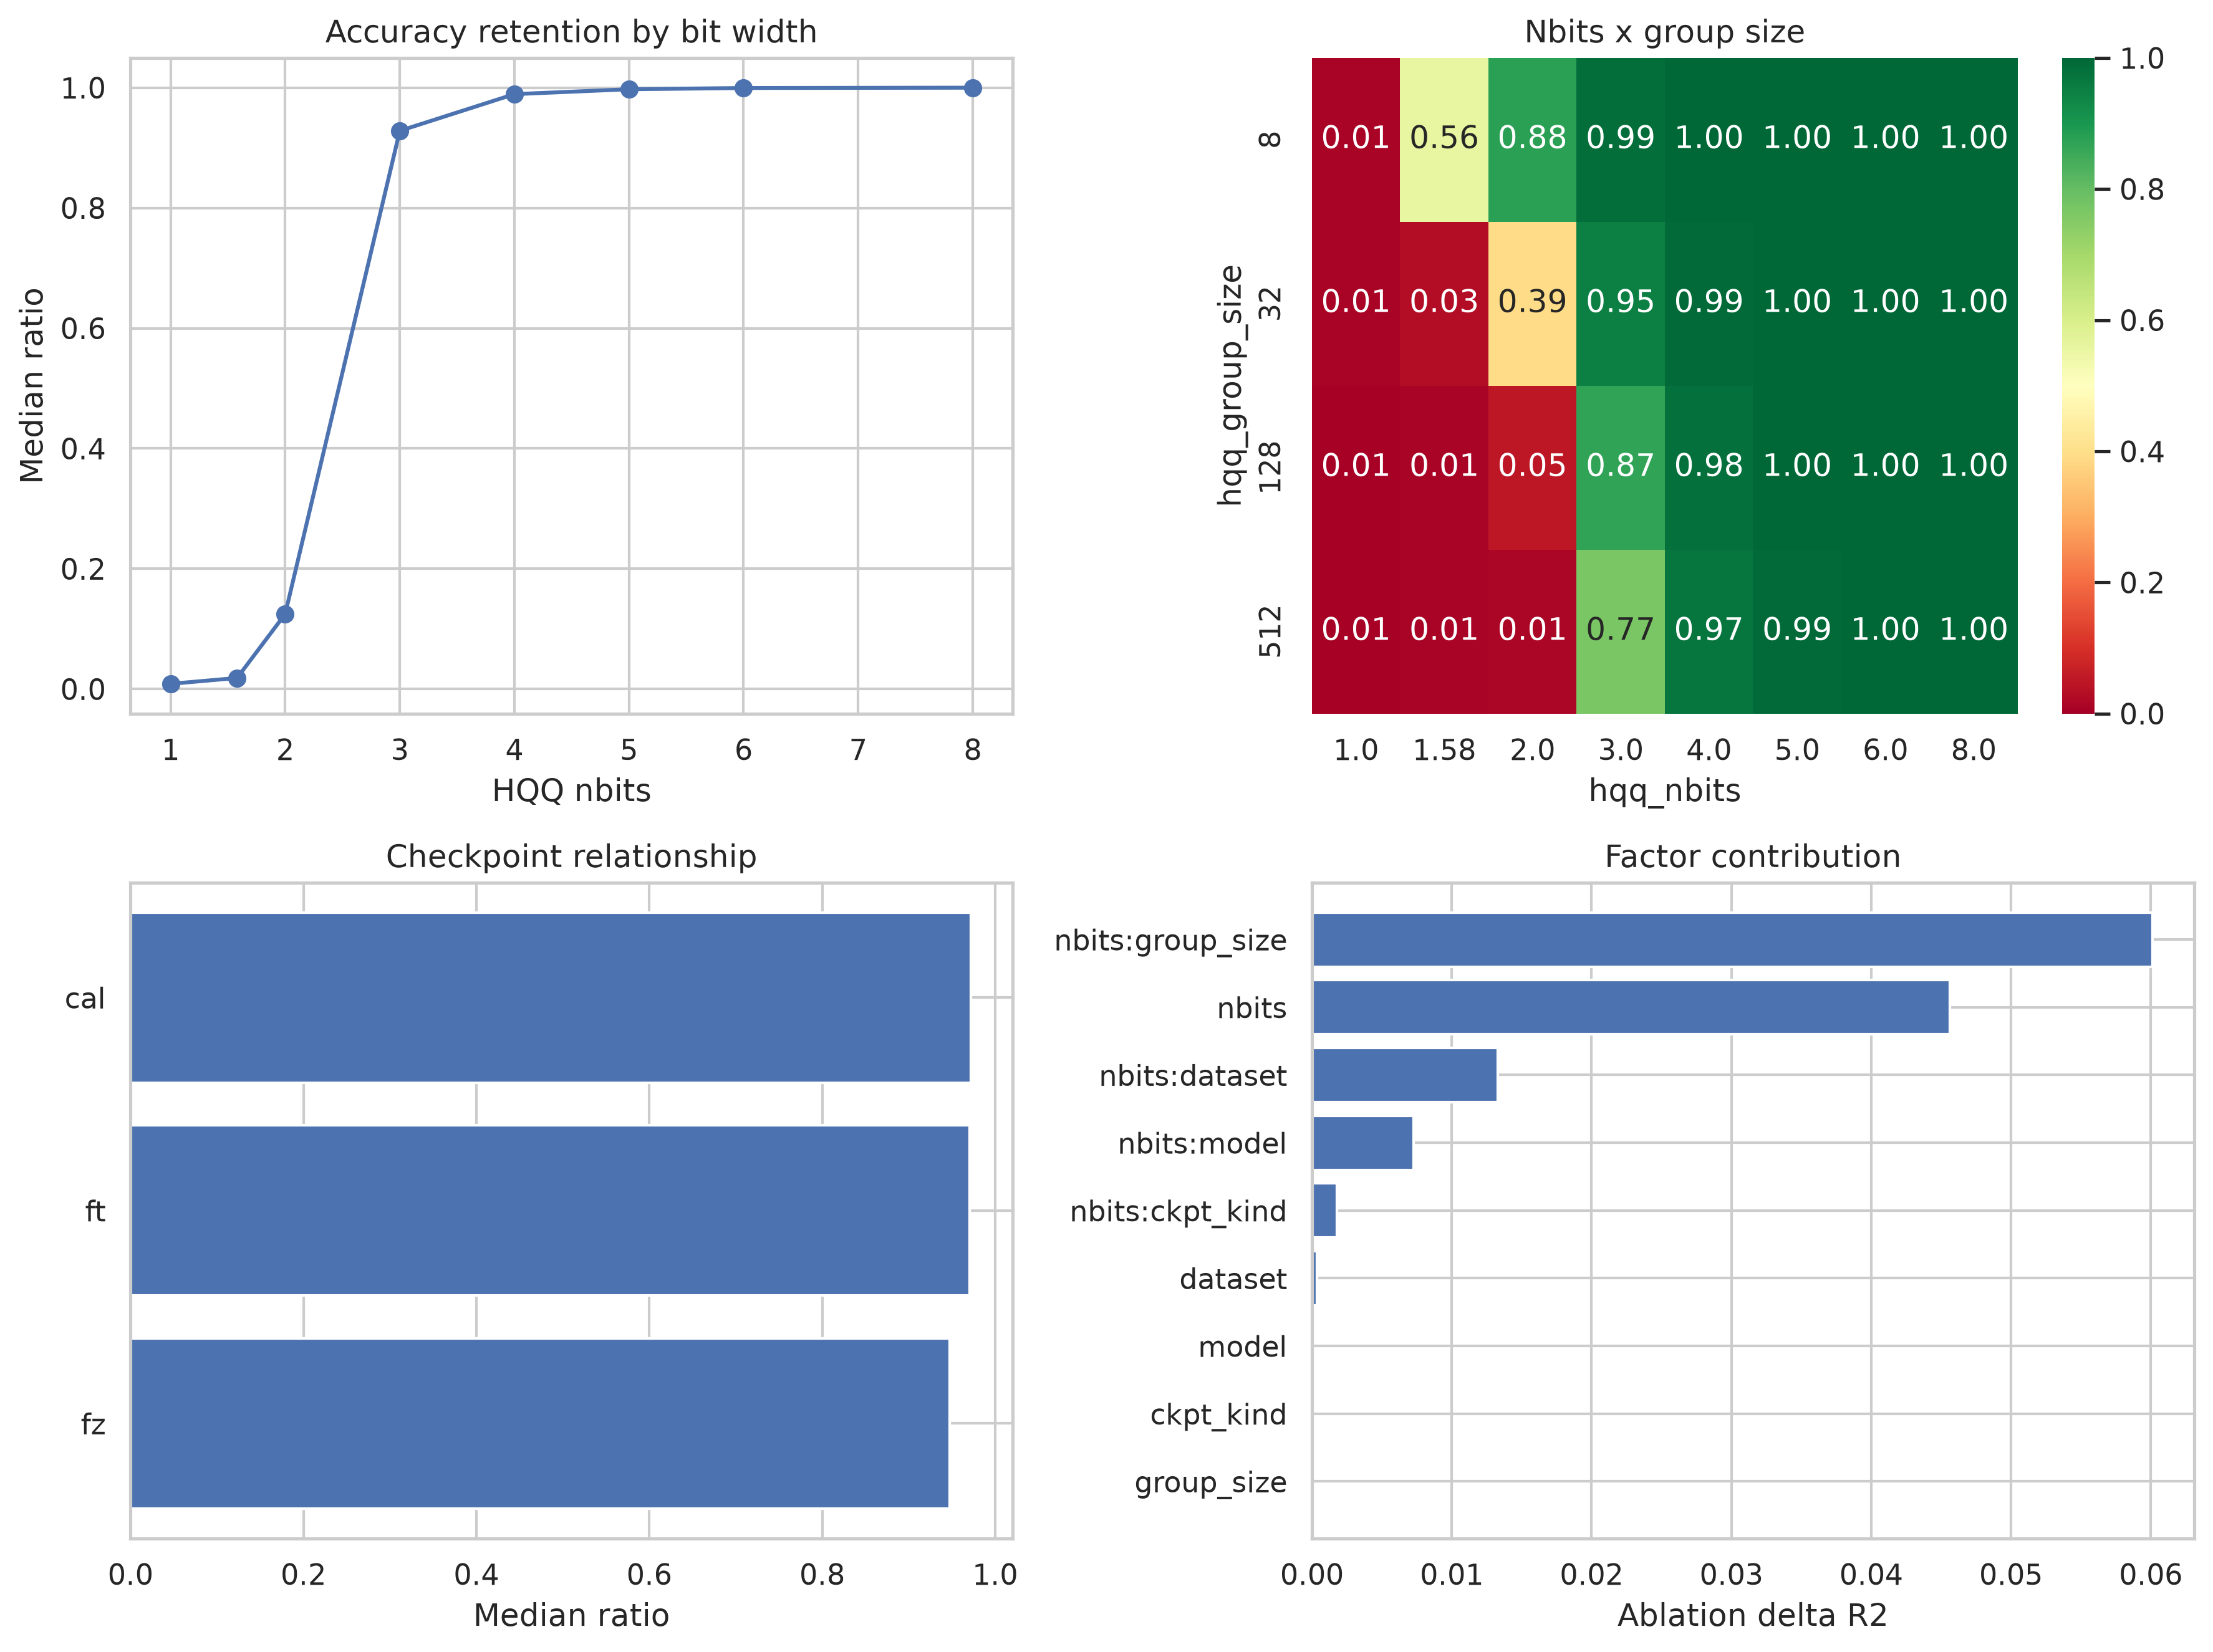 Accuracy retention by bit width
1.0
0.8
0.6
0.4
0.2
0.0
Median ratio
1 2 3 4 5 6 7 8
HQQ nbits
Nbits x group size
hqq_group_size
8
32
128
512
0.01 0.56 0.88 0.99 1.00 1.00 1.00 1.00
0.01 0.03 0.39 0.95 0.99 1.00 1.00 1.00
0.01 0.01 0.05 0.87 0.98 1.00 1.00 1.00
0.01 0.01 0.01 0.77 0.97 0.99 1.00 1.00
1.0 1.58 2.0 3.0 4.0 5.0 6.0 8.0
hqq_nbits
1.0
0.8
0.6
0.4
0.2
0.0
Checkpoint relationship
cal
ft
fz
0.0 0.2 0.4 0.6 0.8 1.0
Median ratio
Factor contribution
nbits:group_size
nbits
nbits:dataset
nbits:model
nbits:ckpt_kind
dataset
model
ckpt_kind
group_size
0.00 0.01 0.02 0.03 0.04 0.05 0.06
Ablation delta R2